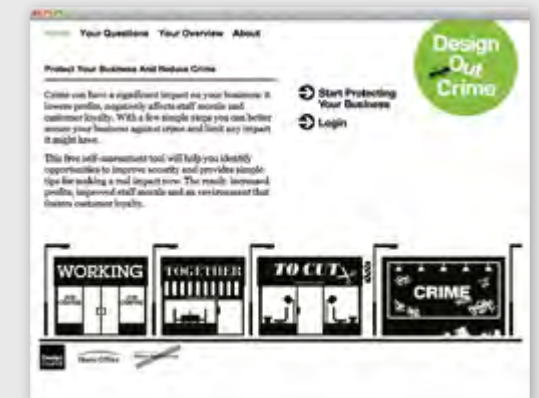 Home Your Questions Your Overview About
Design
Out
Crime
Protect Your Business And Reduce Crime
Crime can have a significant impact on your business: it
lowers profits, negatively affects staff morale and
customer loyalty. With a few simple steps you can better
secure your business against crime and limit any impact
it might have.
This free self-assessment tool will help you identify
opportunities to improve security and provides simple
tips for making a real impact now. The result: increased
profits, improved staff morale and an environment that
fosters customer loyalty.
Start Protecting
Your Business
Login
WORKING
TOGETHER
TO CUT
CRIME
JOB
CENTRE
JOB
CENTRE
Design
Home Office